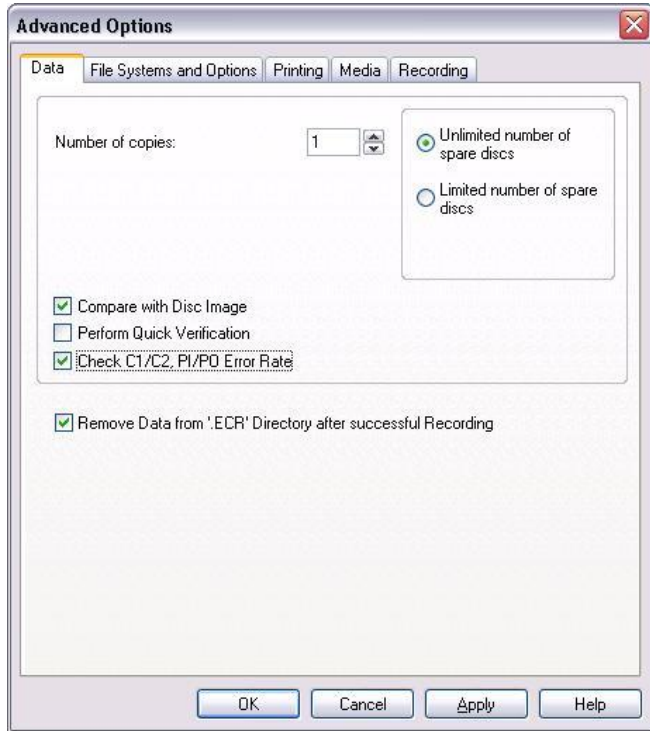 Advanced Options
Data File Systems and Options Printing Media Recording
Number of copies: 1
Unlimited number of
spare discs
Limited number of spare
discs
Compare with Disc Image
Perform Quick Verification
Check C1/C2, PI/PO Error Rate
Remove Data from '.ECR' Directory after successful Recording
OK Cancel Apply Help